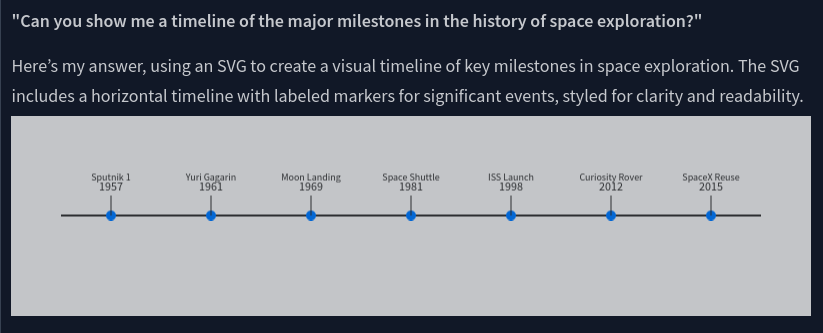 "Can you show me a timeline of the major milestones in the history of space exploration?"
Here’s my answer, using an SVG to create a visual timeline of key milestones in space exploration. The SVG
includes a horizontal timeline with labeled markers for significant events, styled for clarity and readability.
Sputnik 1 Yuri Gagarin Moon Landing Space Shuttle ISS Launch Curiosity Rover SpaceX Reuse
1957 1961 1969 1981 1998 2012 2015